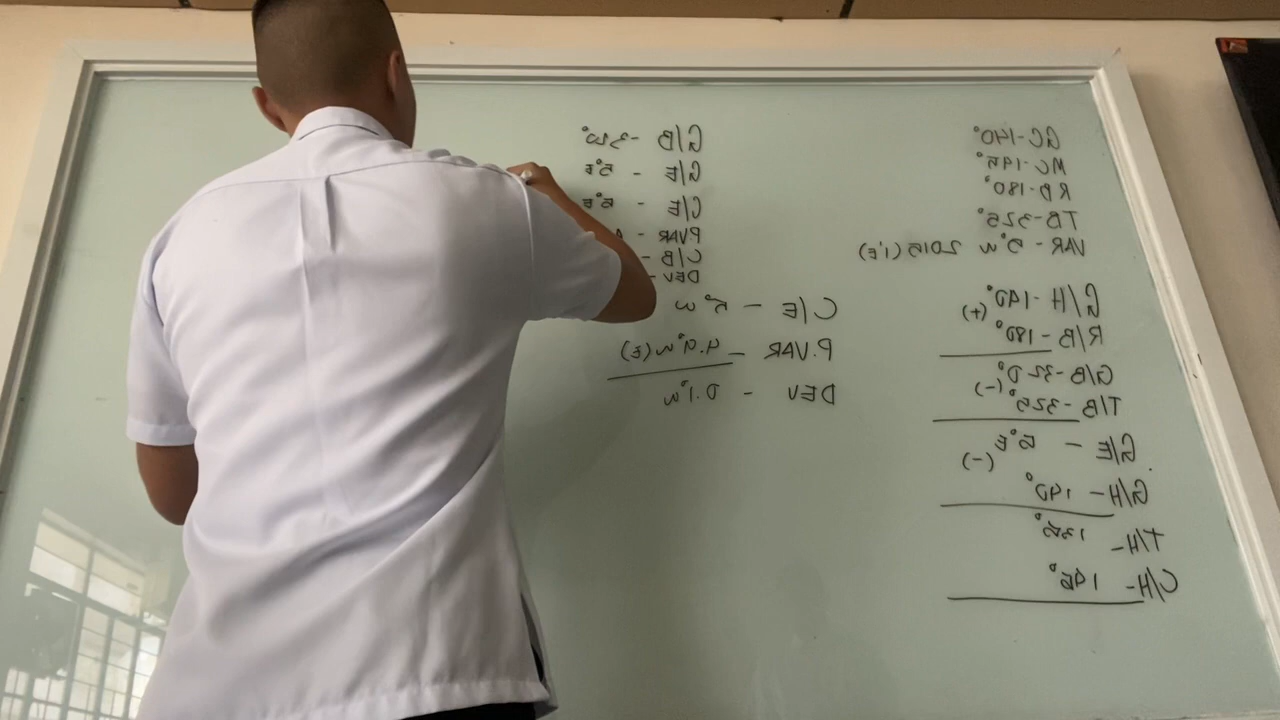 GC-140°
MC-145°
RB-180°
TB-325°
VAR - 5°W 2015 (1'E)
G/H -140° (+)
R/B -180°
G/B -320° (-)
T/B -325°
G/E - 5°E (-)
G/H- 140°
T/H- 135°
C/H- 145°
G/B -320°
G/E - 5°E
C/E - 5°E
PVAR -
C/B -
DEV -
C/E - 5°W
P.VAR - 4.9°W(E)
DEV - 0.1°W